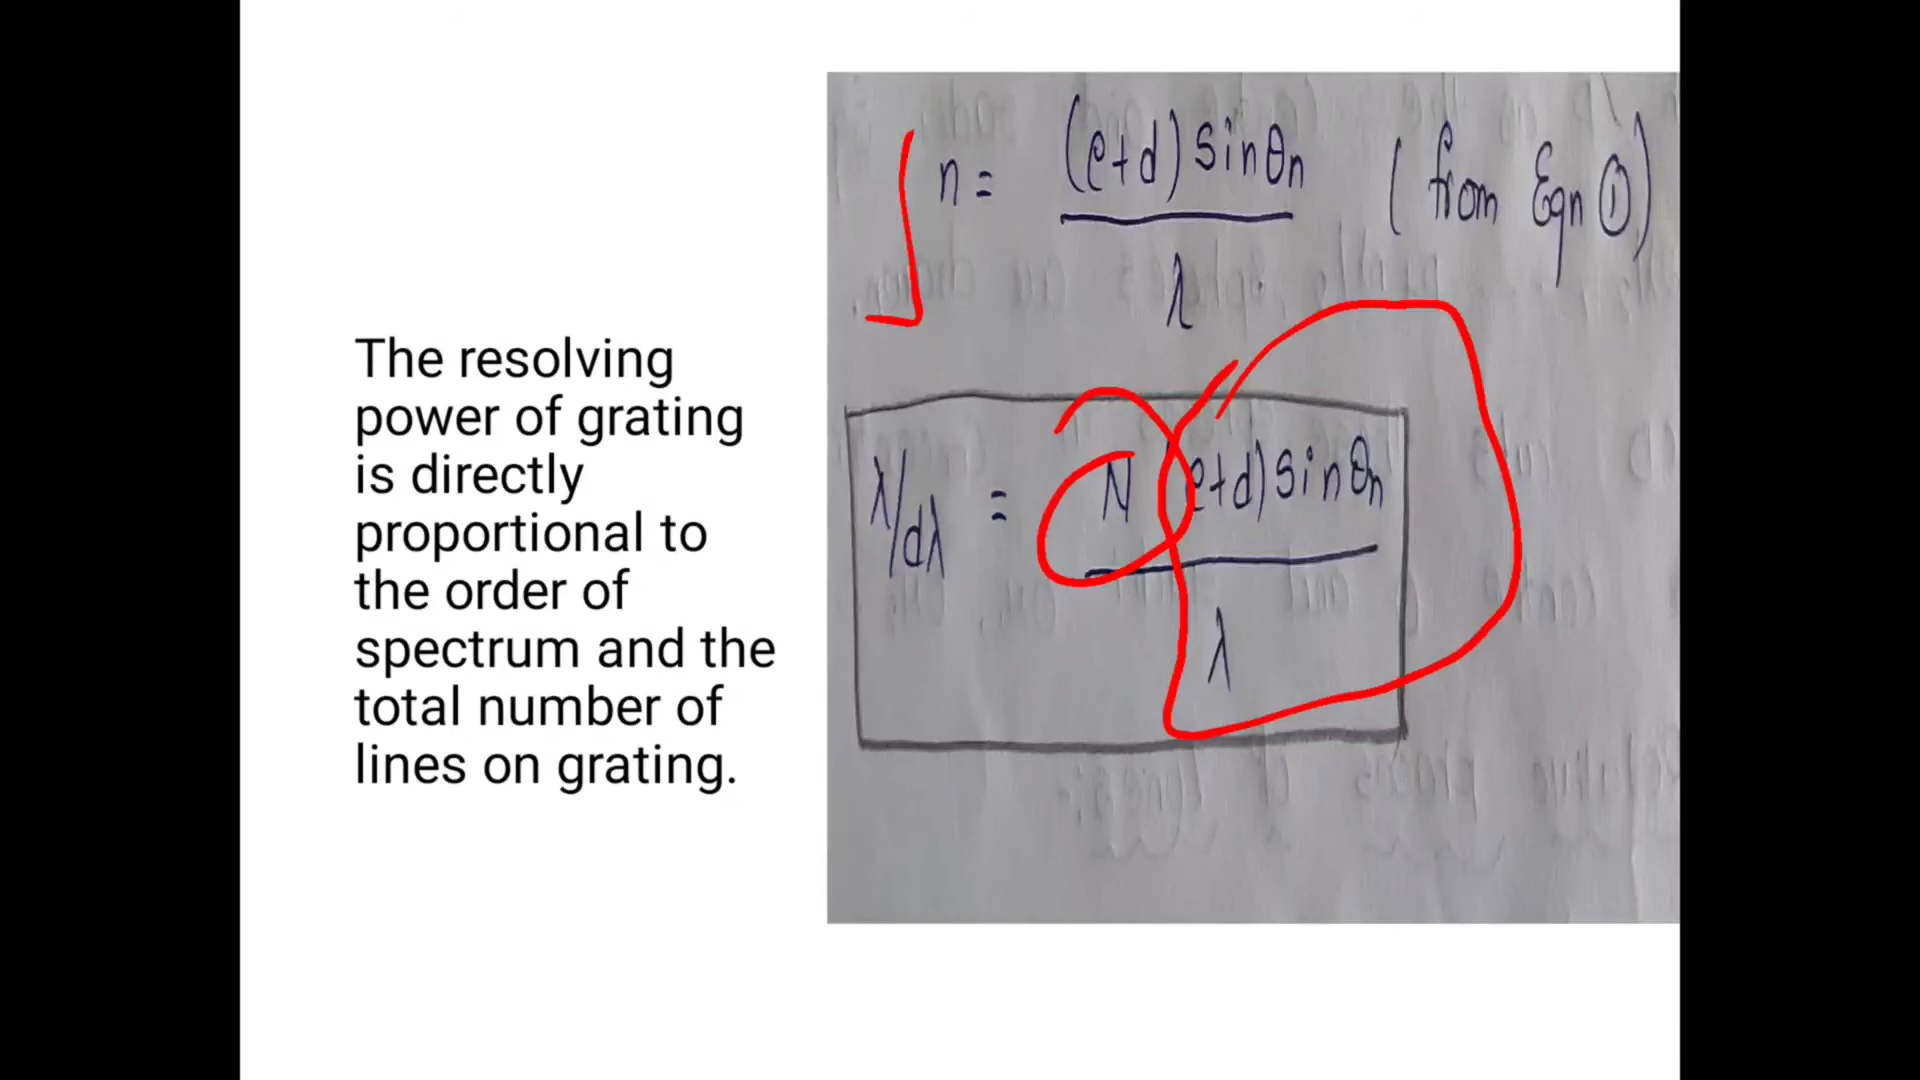 The resolving
power of grating
is directly
proportional to
the order of
spectrum and the
total number of
lines on grating.
n = (e+d) sinθn / λ (from Eqn ①)
λ/dλ = N (e+d) sinθn / λ